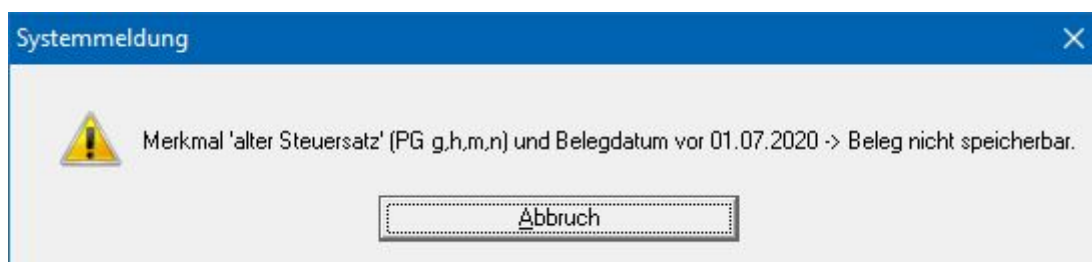 Systemmeldung
Merkmal 'alter Steuersatz' (PG g,h,m,n) und Belegdatum vor 01.07.2020 -> Beleg nicht speicherbar.
Abbruch